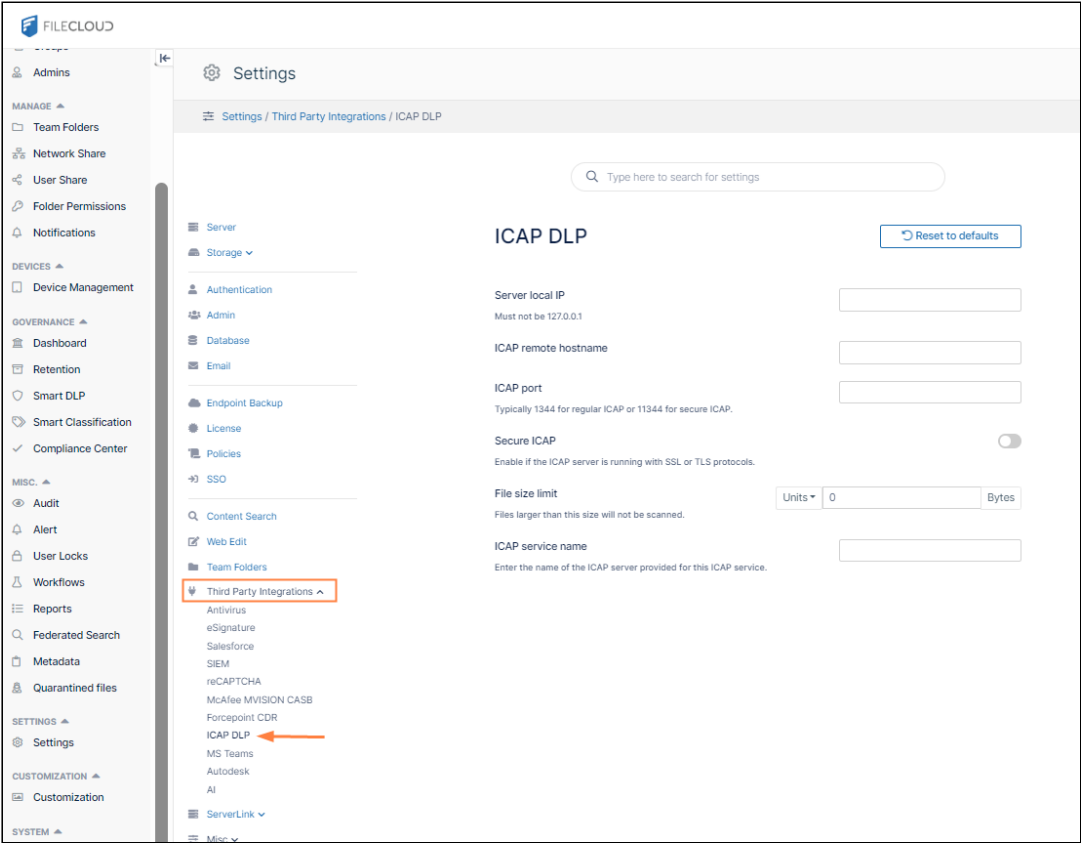 FILECLOUD
Groups
Admins
MANAGE
Team Folders
Network Share
User Share
Folder Permissions
Notifications
DEVICES
Device Management
GOVERNANCE
Dashboard
Retention
Smart DLP
Smart Classification
Compliance Center
MISC.
Audit
Alert
User Locks
Workflows
Reports
Federated Search
Metadata
Quarantined files
SETTINGS
Settings
CUSTOMIZATION
Customization
SYSTEM
Settings
Settings / Third Party Integrations / ICAP DLP
Type here to search for settings
Server
Storage
Authentication
Admin
Database
Email
Endpoint Backup
License
Policies
SSO
Content Search
Web Edit
Team Folders
Third Party Integrations
Antivirus
eSignature
Salesforce
SIEM
reCAPTCHA
McAfee MVISION CASB
Forcepoint CDR
ICAP DLP
MS Teams
Autodesk
AI
ServerLink
Misc
ICAP DLP
Reset to defaults
Server local IP
Must not be 127.0.0.1
ICAP remote hostname
ICAP port
Typically 1344 for regular ICAP or 11344 for secure ICAP.
Secure ICAP
Enable if the ICAP server is running with SSL or TLS protocols.
File size limit
Units 0 Bytes
Files larger than this size will not be scanned.
ICAP service name
Enter the name of the ICAP server provided for this ICAP service.